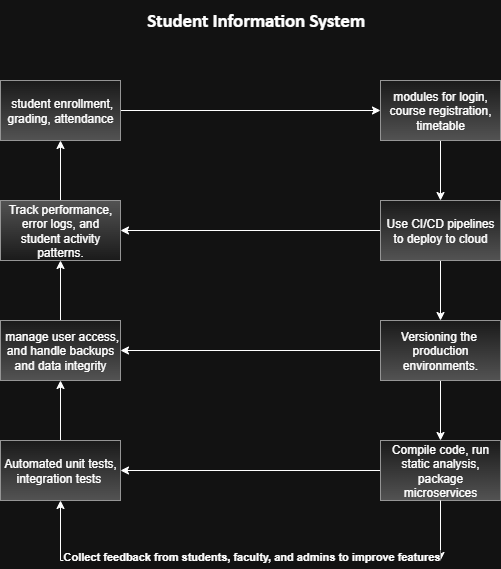 Student Information System
student enrollment,
grading, attendance
modules for login,
course registration,
timetable
Track performance,
error logs, and
student activity
patterns.
Use CI/CD pipelines
to deploy to cloud
manage user access,
and handle backups
and data integrity
Versioning the
production
environments.
Automated unit tests,
integration tests
Compile code, run
static analysis,
package
microservices
Collect feedback from students, faculty, and admins to improve features